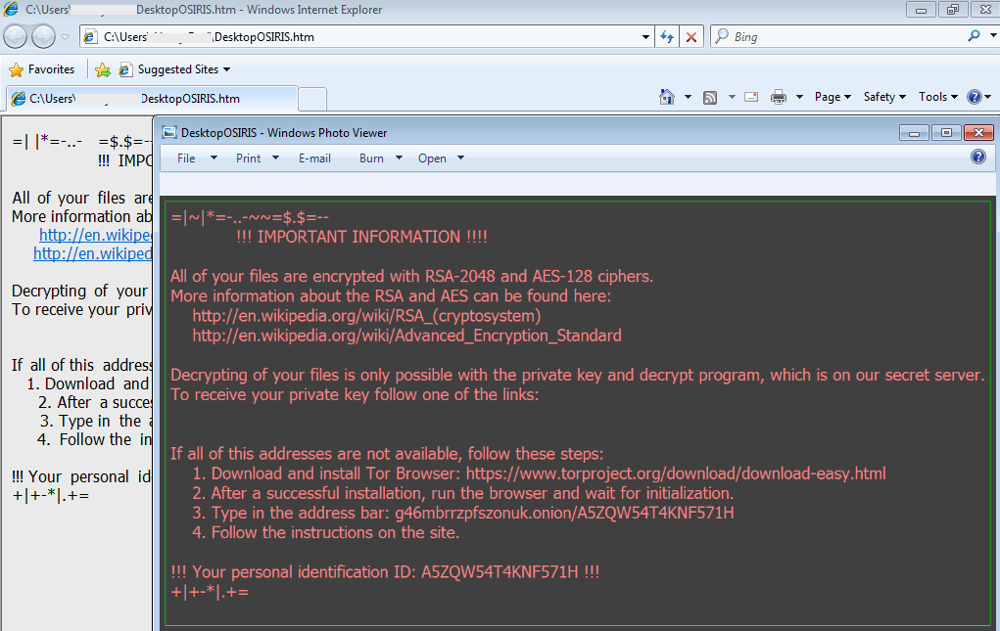 C:\Users\ DesktopOSIRIS.htm - Windows Internet Explorer
C:\Users\ \DesktopOSIRIS.htm
Bing
Favorites
Suggested Sites
C:\Users\ DesktopOSIRIS.htm
Page
Safety
Tools
=| |*=-..- =$.$=--
!!! IMPO
All of your files are
More information ab
http://en.wikiped
http://en.wikiped
Decrypting of your
To receive your priv
If all of this address
1. Download and
2. After a succes
3. Type in the a
4. Follow the in
!!! Your personal id
+|+-*|.+=
DesktopOSIRIS - Windows Photo Viewer
File
Print
E-mail
Burn
Open
=|~|*=-..-~~=$.$=--
!!! IMPORTANT INFORMATION !!!!
All of your files are encrypted with RSA-2048 and AES-128 ciphers.
More information about the RSA and AES can be found here:
http://en.wikipedia.org/wiki/RSA_(cryptosystem)
http://en.wikipedia.org/wiki/Advanced_Encryption_Standard
Decrypting of your files is only possible with the private key and decrypt program, which is on our secret server.
To receive your private key follow one of the links:
If all of this addresses are not available, follow these steps:
1. Download and install Tor Browser: https://www.torproject.org/download/download-easy.html
2. After a successful installation, run the browser and wait for initialization.
3. Type in the address bar: g46mbrrzpfszonuk.onion/A5ZQW54T4KNF571H
4. Follow the instructions on the site.
!!! Your personal identification ID: A5ZQW54T4KNF571H !!!
+|+-*|.+=